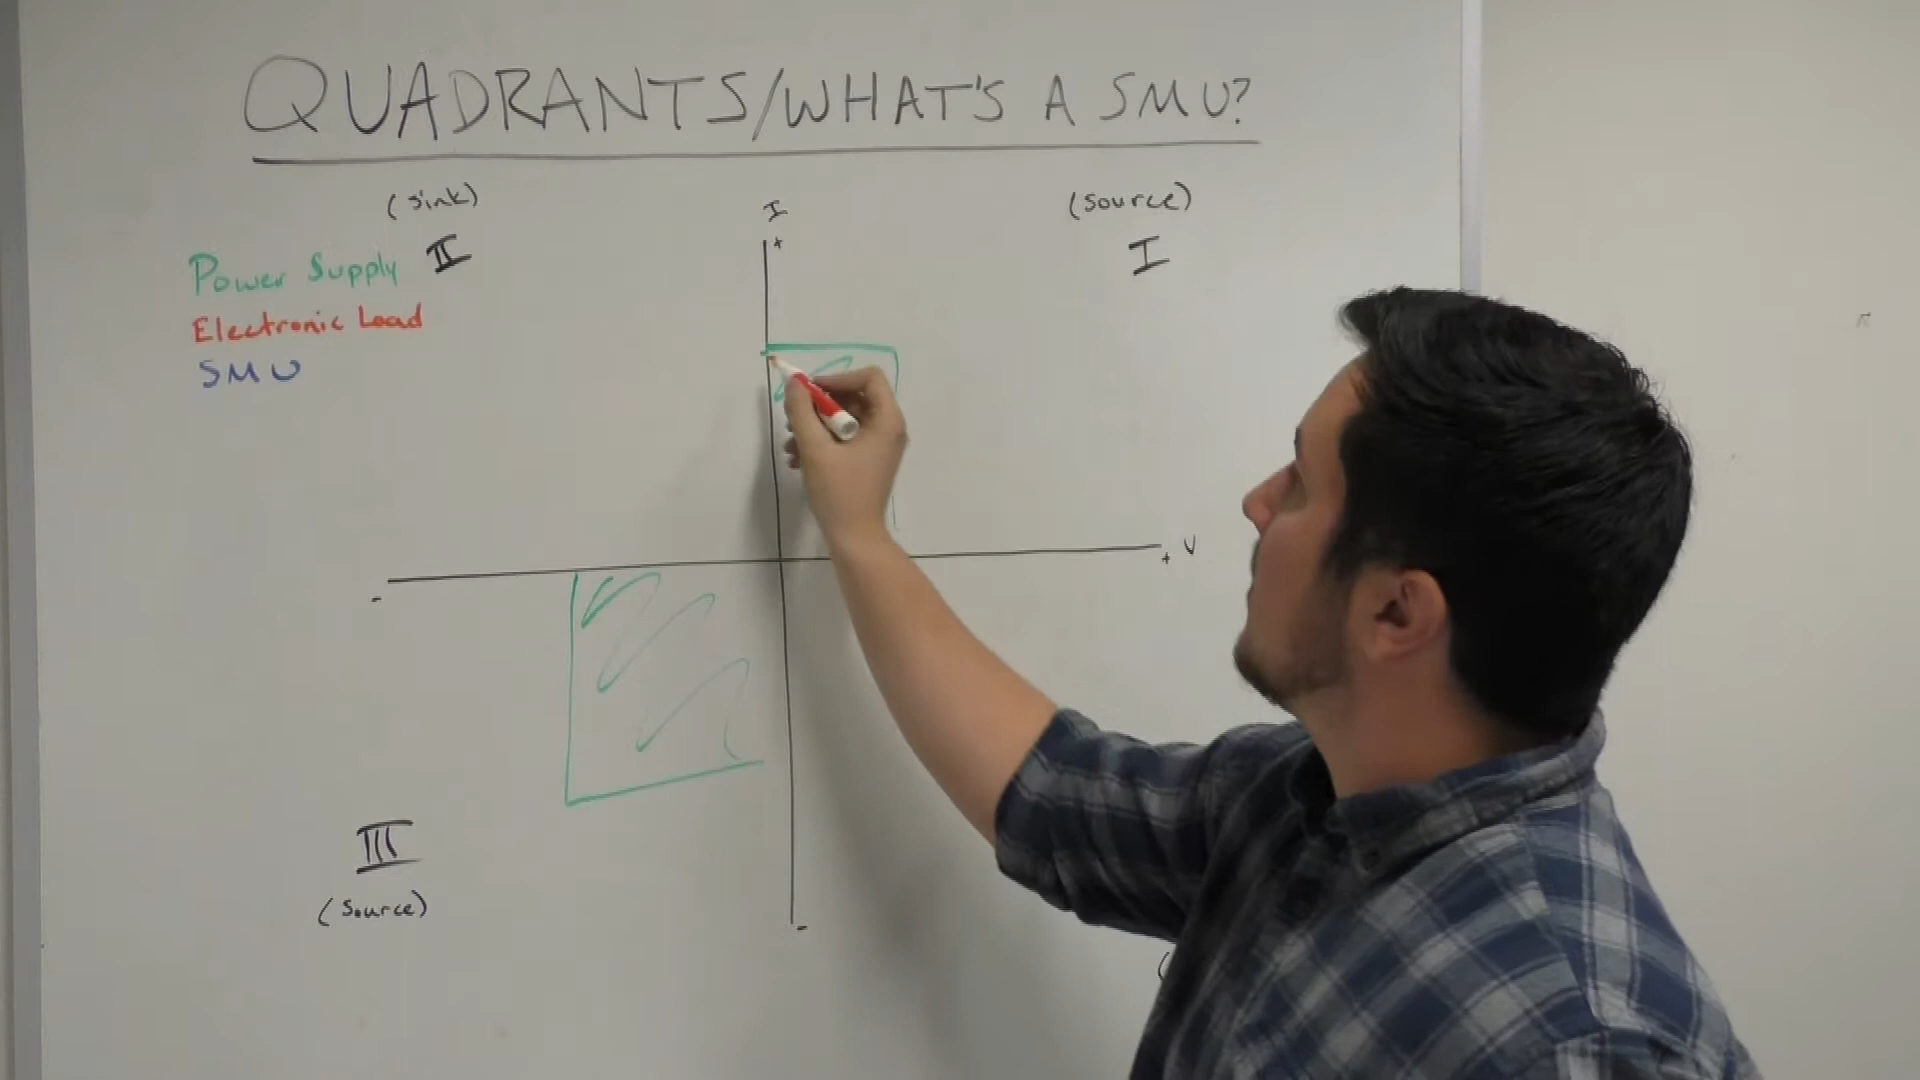 QUADRANTS/WHAT'S A SMU?
(sink)
II
I
+
(source)
I
Power Supply
Electronic Load
SMU
+ V
-
III
(source)
-
(